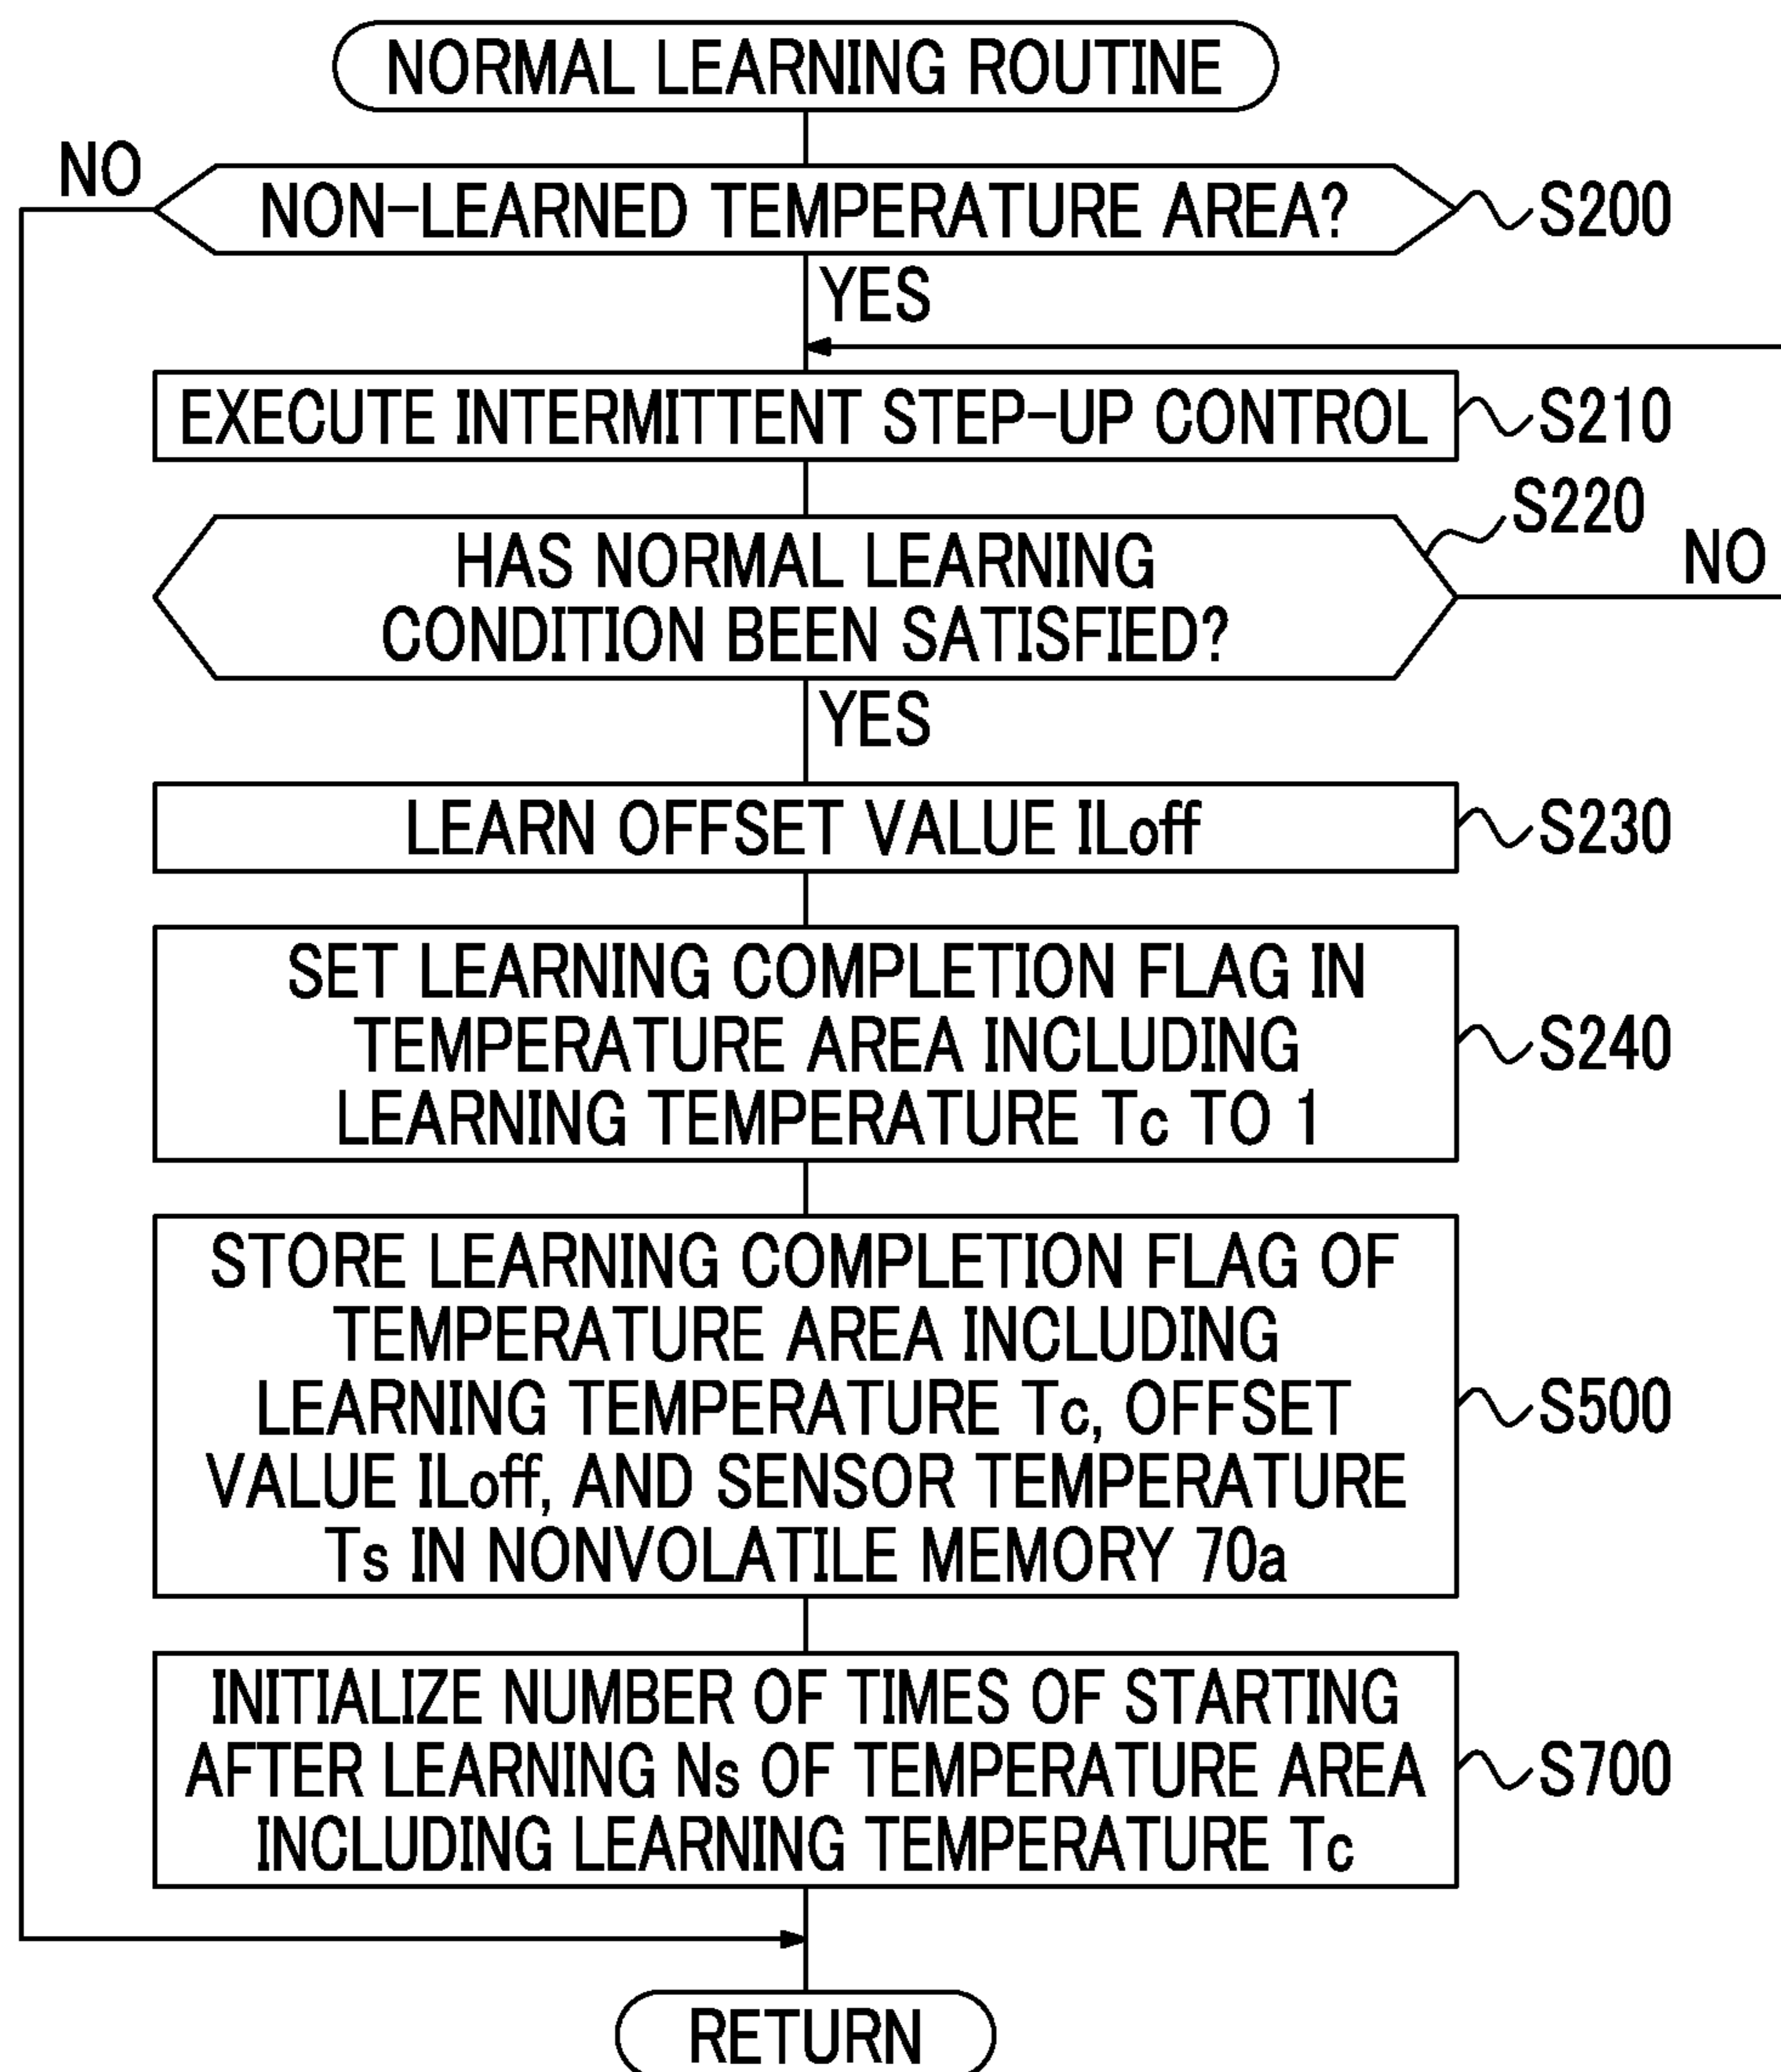 NORMAL LEARNING ROUTINE
NO
NON-LEARNED TEMPERATURE AREA?
S200
YES
EXECUTE INTERMITTENT STEP-UP CONTROL
S210
S220
HAS NORMAL LEARNING
CONDITION BEEN SATISFIED?
NO
YES
LEARN OFFSET VALUE ILoff
S230
SET LEARNING COMPLETION FLAG IN
TEMPERATURE AREA INCLUDING
LEARNING TEMPERATURE Tc TO 1
S240
STORE LEARNING COMPLETION FLAG OF
TEMPERATURE AREA INCLUDING
LEARNING TEMPERATURE Tc, OFFSET
VALUE ILoff, AND SENSOR TEMPERATURE
Ts IN NONVOLATILE MEMORY 70a
S500
INITIALIZE NUMBER OF TIMES OF STARTING
AFTER LEARNING Ns OF TEMPERATURE AREA
INCLUDING LEARNING TEMPERATURE Tc
S700
RETURN